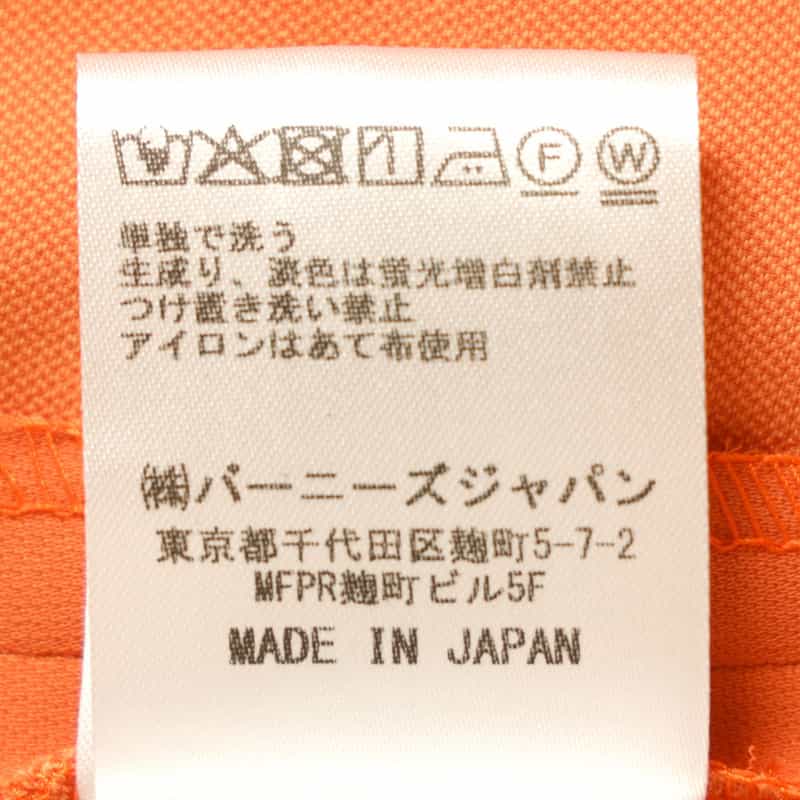 F W
単独で洗う
生成り、淡色は蛍光増白剤禁止
つけ置き洗い禁止
アイロンはあて布使用
㈱バーニーズジャパン
東京都千代田区麹町5-7-2
MFPR麹町ビル5F
MADE IN JAPAN